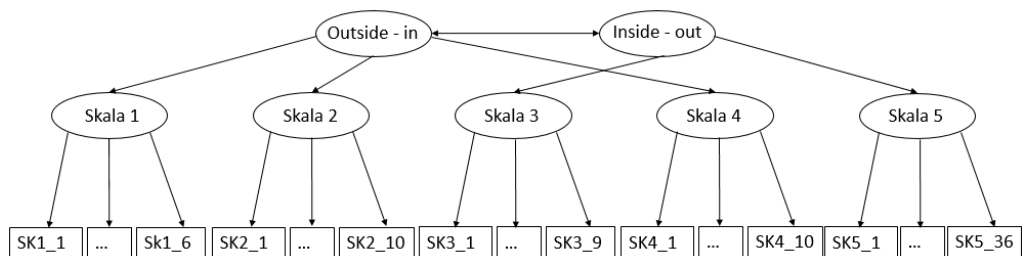 Outside - in
Inside - out
Skala 1
Skala 2
Skala 3
Skala 4
Skala 5
SK1_1
...
Sk1_6
SK2_1
...
SK2_10
SK3_1
...
SK3_9
SK4_1
...
SK4_10
SK5_1
...
SK5_36